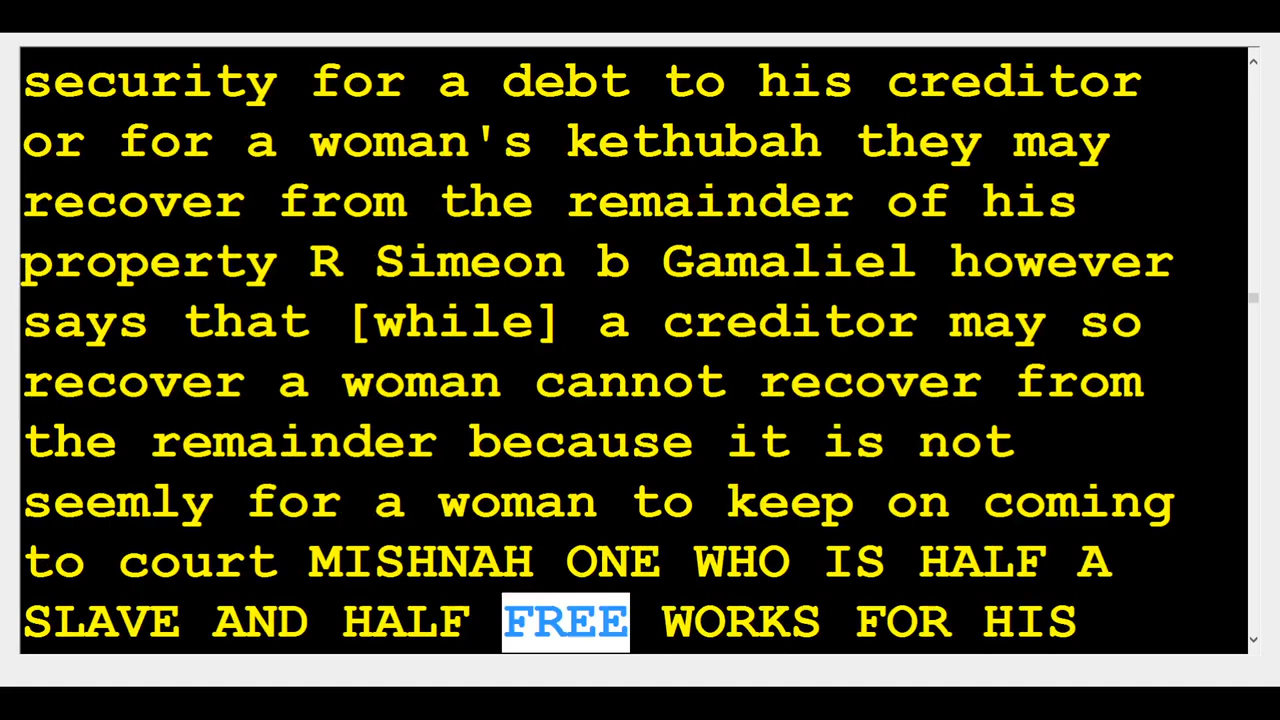 security for a debt to his creditor
or for a woman's kethubah they may
recover from the remainder of his
property R Simeon b Gamaliel however
says that [while] a creditor may so
recover a woman cannot recover from
the remainder because it is not
seemly for a woman to keep on coming
to court MISHNAH ONE WHO IS HALF A
SLAVE AND HALF FREE WORKS FOR HIS